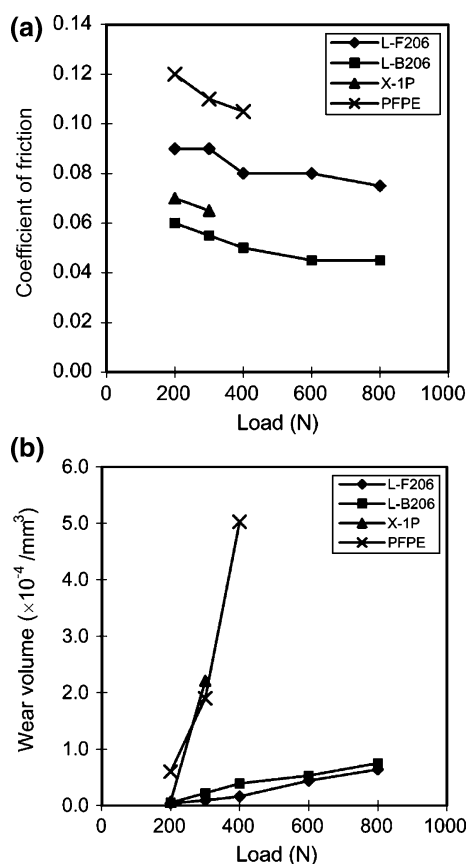 (a)
0.14
0.12
0.10
0.08
0.06
0.04
0.02
0.00
Coefficient of friction
L-F206
L-B206
X-1P
PFPE
0 200 400 600 800 1000
Load (N)
(b)
6.0
5.0
4.0
3.0
2.0
1.0
0.0
Wear volume (×10⁻⁴ /mm³)
L-F206
L-B206
X-1P
PFPE
0 200 400 600 800 1000
Load (N)